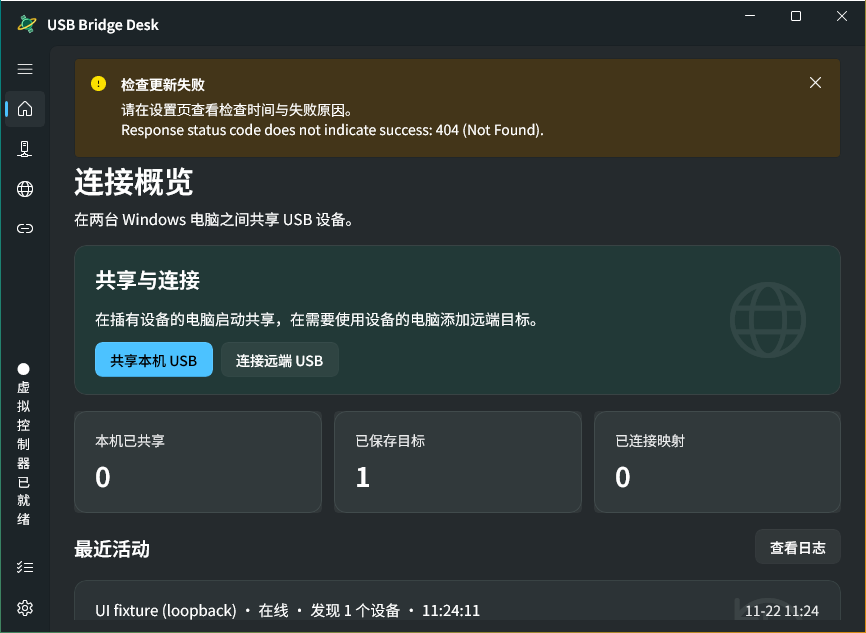 USB Bridge Desk
检查更新失败
请在设置页查看检查时间与失败原因。
Response status code does not indicate success: 404 (Not Found).
连接概览
在两台 Windows 电脑之间共享 USB 设备。
共享与连接
在插有设备的电脑启动共享，在需要使用设备的电脑添加远端目标。
共享本机 USB
连接远端 USB
虚拟控制器已就绪
本机已共享
0
已保存目标
1
已连接映射
0
最近活动
查看日志
UI fixture (loopback) • 在线 • 发现 1 个设备 • 11:24:11
11-22 11:24